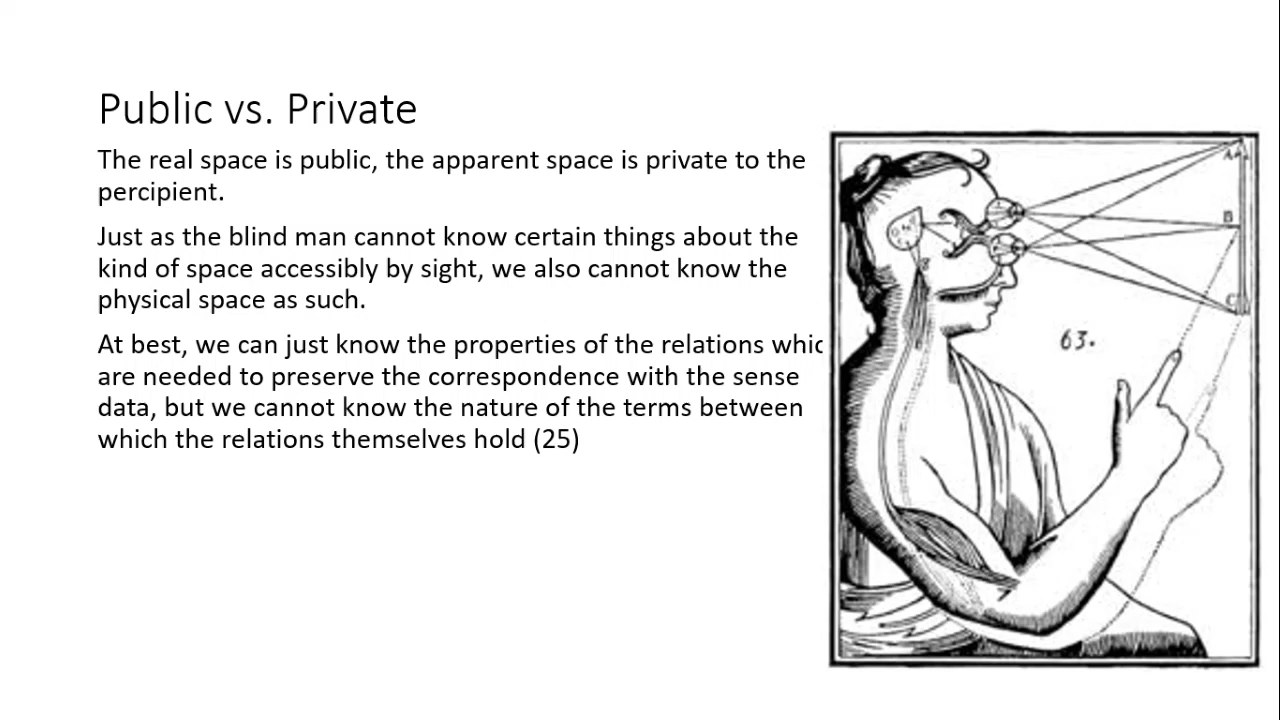 Public vs. Private
The real space is public, the apparent space is private to the
percipient.
Just as the blind man cannot know certain things about the
kind of space accessibly by sight, we also cannot know the
physical space as such.
At best, we can just know the properties of the relations whic
are needed to preserve the correspondence with the sense
data, but we cannot know the nature of the terms between
which the relations themselves hold (25)
B
C
63.